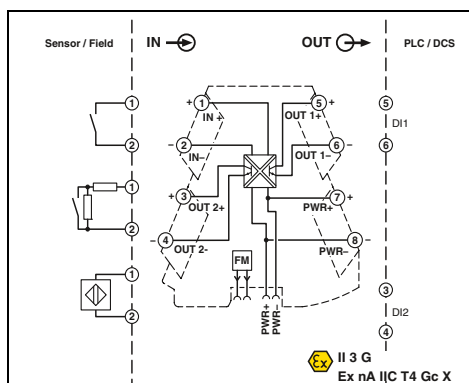 Sensor / Field IN OUT PLC / DCS
1 + 1 IN + 5 + OUT 1+ 5
DI1
2 – 2 IN– 6 – OUT 1– 6
1 + 3 OUT 2+ 7 + PWR+
2 – 4 OUT 2- 8 – PWR–
1 FM
2 PWR+ PWR– 3
DI2
4
Ex II 3 G
Ex nA IIC T4 Gc X